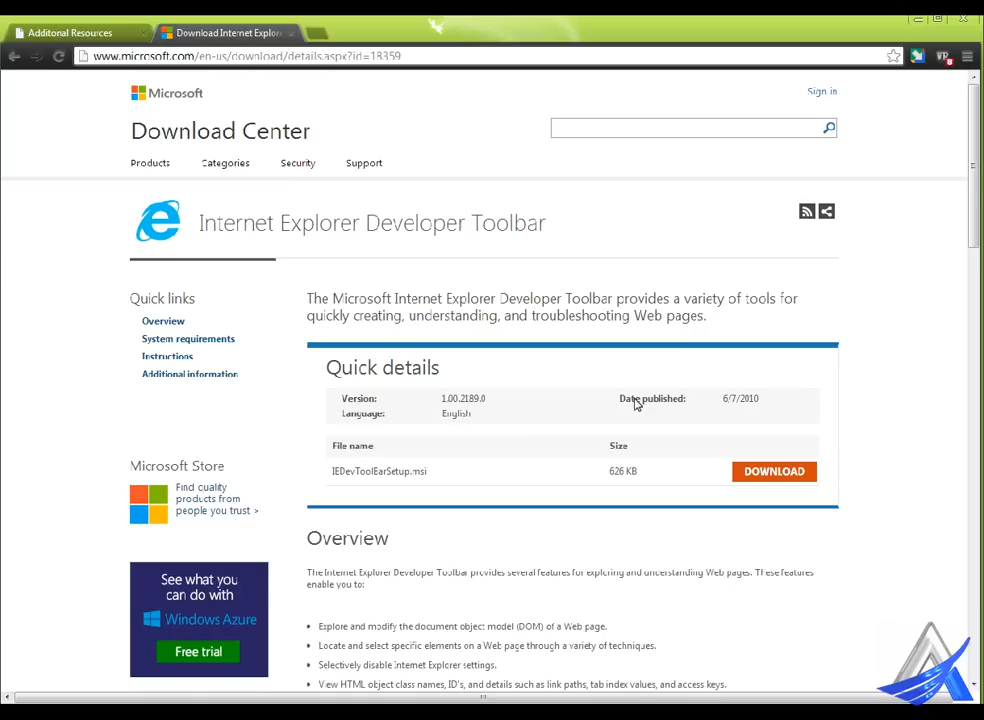 Additonal Resources
Download Internet Explor
www.microsoft.com/en-us/download/details.aspx?id=18359
Microsoft
Sign in
Download Center
Products Categories Security Support
Internet Explorer Developer Toolbar
Quick links
Overview
System requirements
Instructions
Additional information
The Microsoft Internet Explorer Developer Toolbar provides a variety of tools for
quickly creating, understanding, and troubleshooting Web pages.
Quick details
Version: 1.00.2189.0 Date published: 6/7/2010
Language: English
File name Size
IEDevToolBarSetup.msi 626 KB DOWNLOAD
Microsoft Store
Find quality
products from
people you trust >
See what you
can do with
Windows Azure
Free trial
Overview
The Internet Explorer Developer Toolbar provides several features for exploring and understanding Web pages. These features
enable you to:
• Explore and modify the document object model (DOM) of a Web page.
• Locate and select specific elements on a Web page through a variety of techniques.
• Selectively disable Internet Explorer settings.
• View HTML object class names, ID's, and details such as link paths, tab index values, and access keys.